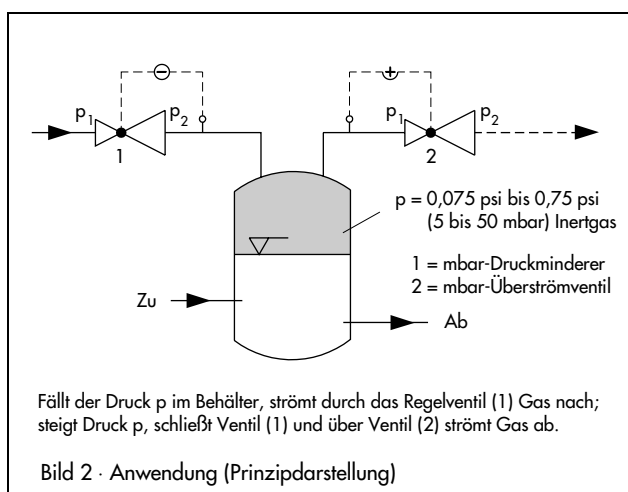 −
+
p1
p2
p1
p2
1
2
p = 0,075 psi bis 0,75 psi
(5 bis 50 mbar) Inertgas
1 = mbar-Druckminderer
2 = mbar-Überströmventil
Zu
Ab
Fällt der Druck p im Behälter, strömt durch das Regelventil (1) Gas nach;
steigt Druck p, schließt Ventil (1) und über Ventil (2) strömt Gas ab.
Bild 2 · Anwendung (Prinzipdarstellung)